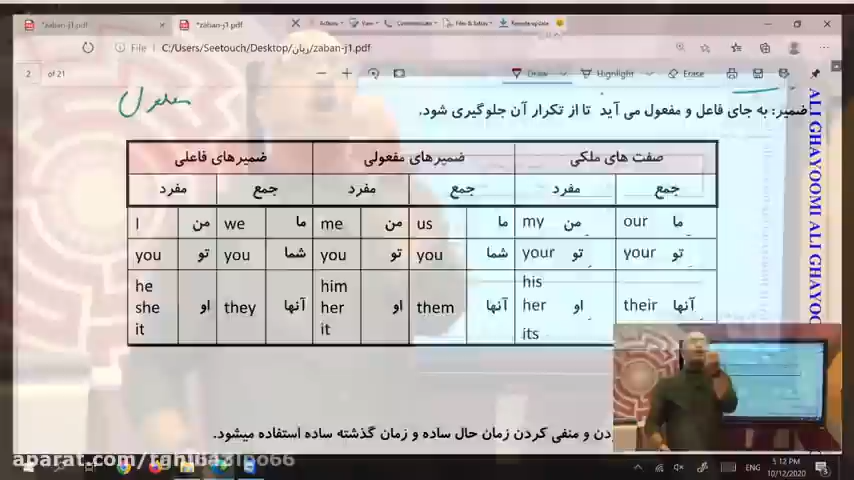 *zaban-j1.pdf
*zaban-j1.pdf
File C:/Users/Seetouch/Desktop/زبان/zaban-j1.pdf
2 of 21
Draw Highlight Erase
ضمیر: به جای فاعل و مفعول می آید تا از تکرار آن جلوگیری شود.
ضمیرهای فاعلی ضمیرهای مفعولی صفت های ملکی
مفرد جمع مفرد جمع مفرد جمع
I من we ما me من us ما my من our ما
you تو you شما you تو you شما your تو your تو
he him his
she او they آنها her او them آنها her او their آنها
it it its
دن و منفی کردن زمان حال ساده و زمان گذشته ساده استفاده میشود.
ALI GHAYOOMI ALI GHAYOO
ENG
5:12 PM
10/12/2020